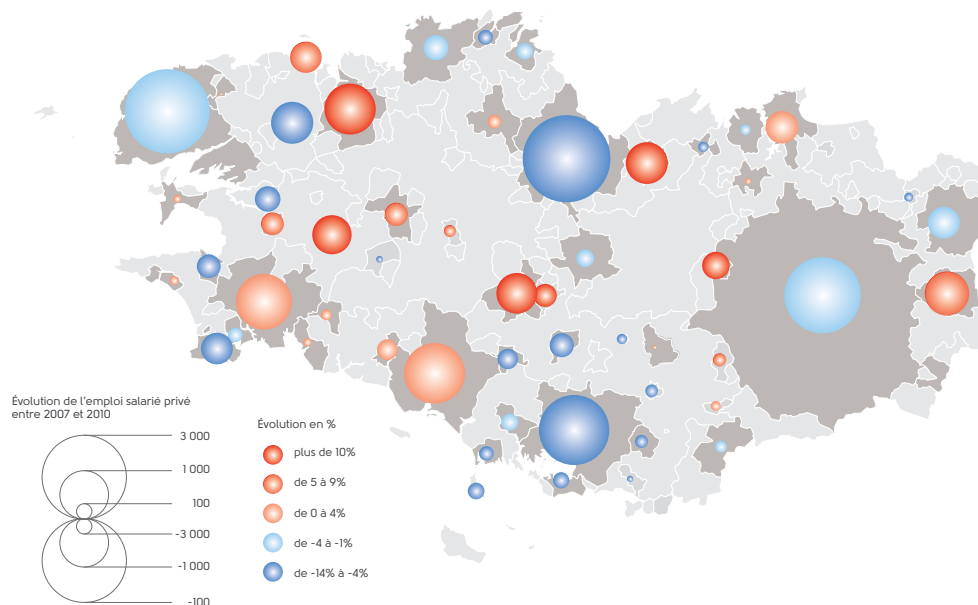 Évolution de l'emploi salarié privé
entre 2007 et 2010
3 000
1 000
100
-3 000
-1 000
-100
Évolution en %
plus de 10%
de 5 à 9%
de 0 à 4%
de -4 à -1%
de -14% à -4%